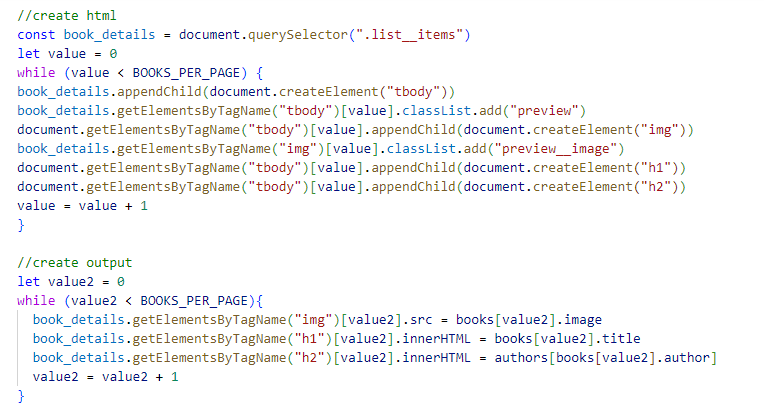 //create html
const book_details = document.querySelector(".list__items")
let value = 0
while (value < BOOKS_PER_PAGE) {
book_details.appendChild(document.createElement("tbody"))
book_details.getElementsByTagName("tbody")[value].classList.add("preview")
document.getElementsByTagName("tbody")[value].appendChild(document.createElement("img"))
book_details.getElementsByTagName("img")[value].classList.add("preview__image")
document.getElementsByTagName("tbody")[value].appendChild(document.createElement("h1"))
document.getElementsByTagName("tbody")[value].appendChild(document.createElement("h2"))
value = value + 1
}

//create output
let value2 = 0
while (value2 < BOOKS_PER_PAGE){
  book_details.getElementsByTagName("img")[value2].src = books[value2].image
  book_details.getElementsByTagName("h1")[value2].innerHTML = books[value2].title
  book_details.getElementsByTagName("h2")[value2].innerHTML = authors[books[value2].author]
  value2 = value2 + 1
}